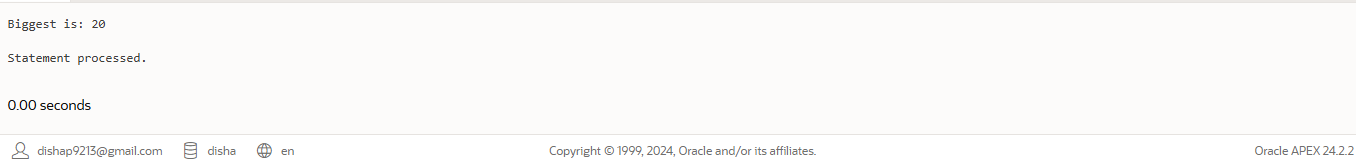 Biggest is: 20
Statement processed.
0.00 seconds
dishap9213@gmail.com disha en Copyright © 1999, 2024, Oracle and/or its affiliates. Oracle APEX 24.2.2